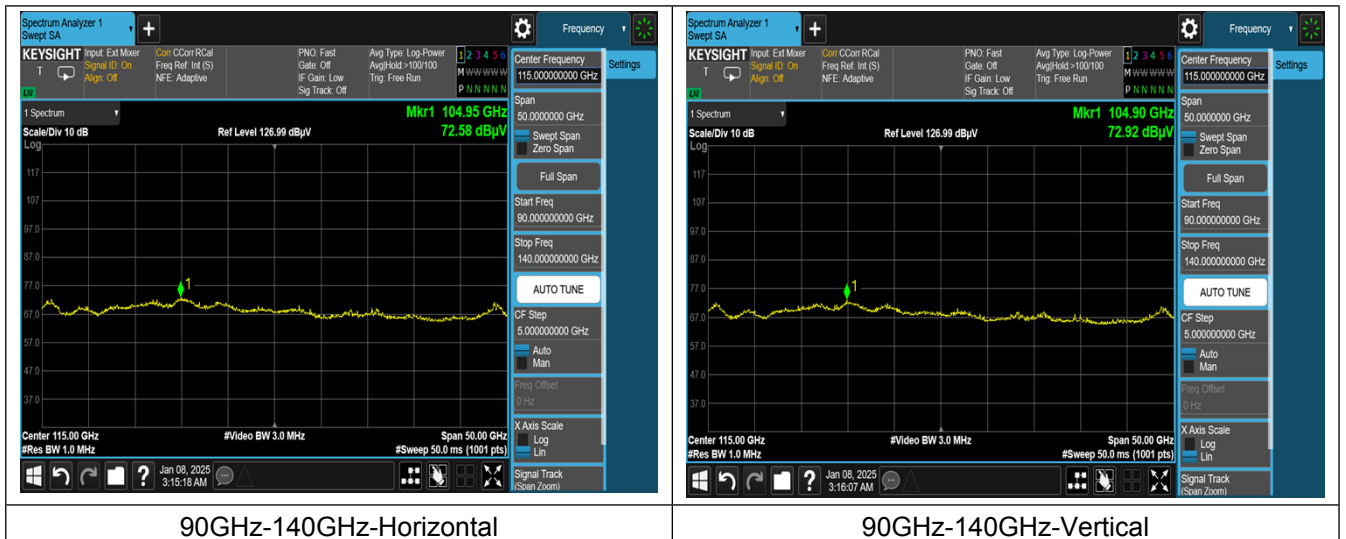 Spectrum Analyzer 1
Swept SA
+
Frequency
KEYSIGHT
T
LXI
Input: Ext Mixer
Signal ID: On
Align: Off
Corr CCorr RCal
Freq Ref: Int (S)
NFE: Adaptive
PNO: Fast
Gate: Off
IF Gain: Low
Sig Track: Off
Avg Type: Log-Power
Avg|Hold:>100/100
Trig: Free Run
1 2 3 4 5 6
M W W W W W
P N N N N N
1 Spectrum
Mkr1 104.95 GHz
Scale/Div 10 dB
Ref Level 126.99 dBµV
72.58 dBµV
Log
117
107
97.0
87.0
77.0
67.0
57.0
47.0
37.0
1
Center 115.00 GHz
#Video BW 3.0 MHz
Span 50.00 GHz
#Res BW 1.0 MHz
#Sweep 50.0 ms (1001 pts)
?
Jan 08, 2025
3:15:18 AM
Center Frequency
115.000000000 GHz
Settings
Span
50.0000000 GHz
Swept Span
Zero Span
Full Span
Start Freq
90.000000000 GHz
Stop Freq
140.000000000 GHz
AUTO TUNE
CF Step
5.000000000 GHz
Auto
Man
Freq Offset
0 Hz
X Axis Scale
Log
Lin
Signal Track
(Span Zoom)
90GHz-140GHz-Horizontal
Spectrum Analyzer 1
Swept SA
+
Frequency
KEYSIGHT
T
LXI
Input: Ext Mixer
Signal ID: On
Align: Off
Corr CCorr RCal
Freq Ref: Int (S)
NFE: Adaptive
PNO: Fast
Gate: Off
IF Gain: Low
Sig Track: Off
Avg Type: Log-Power
Avg|Hold:>100/100
Trig: Free Run
1 2 3 4 5 6
M W W W W W
P N N N N N
1 Spectrum
Mkr1 104.90 GHz
Scale/Div 10 dB
Ref Level 126.99 dBµV
72.92 dBµV
Log
117
107
97.0
87.0
77.0
67.0
57.0
47.0
37.0
1
Center 115.00 GHz
#Video BW 3.0 MHz
Span 50.00 GHz
#Res BW 1.0 MHz
#Sweep 50.0 ms (1001 pts)
?
Jan 08, 2025
3:16:07 AM
Center Frequency
115.000000000 GHz
Settings
Span
50.0000000 GHz
Swept Span
Zero Span
Full Span
Start Freq
90.000000000 GHz
Stop Freq
140.000000000 GHz
AUTO TUNE
CF Step
5.000000000 GHz
Auto
Man
Freq Offset
0 Hz
X Axis Scale
Log
Lin
Signal Track
(Span Zoom)
90GHz-140GHz-Vertical